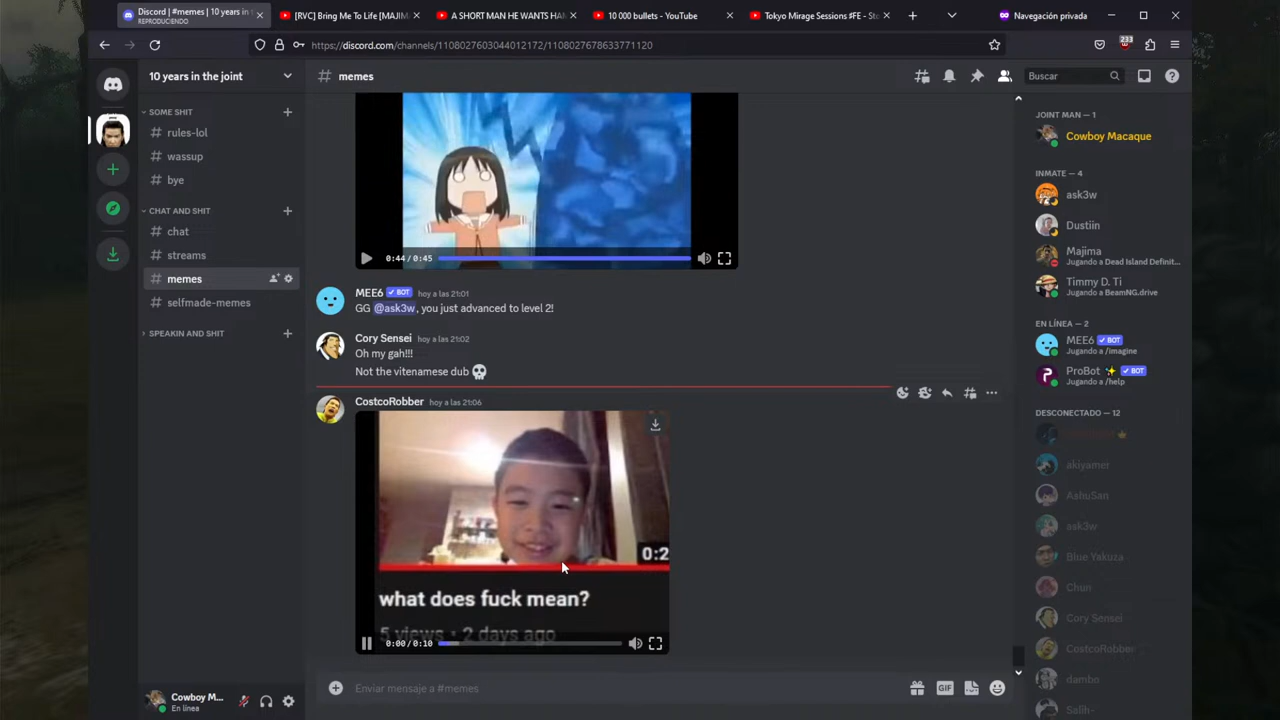 Discord | #memes | 10 years in the
REPRODUCIENDO
[RVC] Bring Me To Life [MAJIM
A SHORT MAN HE WANTS HA
10 000 bullets - YouTube
Tokyo Mirage Sessions #FE - Sta
Navegación privada
https://discord.com/channels/1108027603044012172/1108027678633771120
233
10 years in the joint
# memes
Buscar
SOME SHIT
# rules-lol
# wassup
# bye
CHAT AND SHIT
# chat
# streams
# memes
# selfmade-memes
SPEAKIN AND SHIT
0:44 / 0:45
MEE6 BOT hoy a las 21:01
GG @ask3w, you just advanced to level 2!
Cory Sensei hoy a las 21:02
Oh my gah!!!
Not the vitenamese dub
CostcoRobber hoy a las 21:06
0:2
what does fuck mean?
5 views • 2 days ago
0:00 / 0:10
Enviar mensaje a #memes
GIF
JOINT MAN — 1
Cowboy Macaque
INMATE — 4
ask3w
Dustiin
Majima
Jugando a Dead Island Definit...
Timmy D. Ti
Jugando a BeamNG.drive
EN LÍNEA — 2
MEE6 BOT
Jugando a /imagine
ProBot BOT
Jugando a /help
DESCONECTADO — 12
akiyamer
AshuSan
ask3w
Blue Yakuza
Chun
Cory Sensei
CostcoRobber
dambo
Salih-
Cowboy M...
En línea